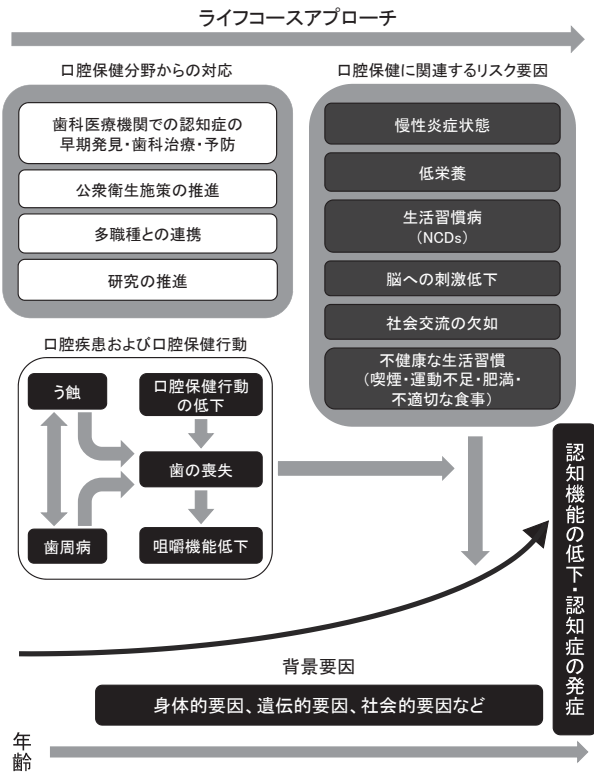 ライフコースアプローチ
口腔保健分野からの対応
歯科医療機関での認知症の
早期発見・歯科治療・予防
公衆衛生施策の推進
多職種との連携
研究の推進
口腔保健に関連するリスク要因
慢性炎症状態
低栄養
生活習慣病
（NCDs）
脳への刺激低下
社会交流の欠如
不健康な生活習慣
（喫煙・運動不足・肥満・
不適切な食事）
口腔疾患および口腔保健行動
う蝕
口腔保健行動
の低下
歯の喪失
歯周病
咀嚼機能低下
認知機能の低下・認知症の発症
背景要因
身体的要因、遺伝的要因、社会的要因など
年齢